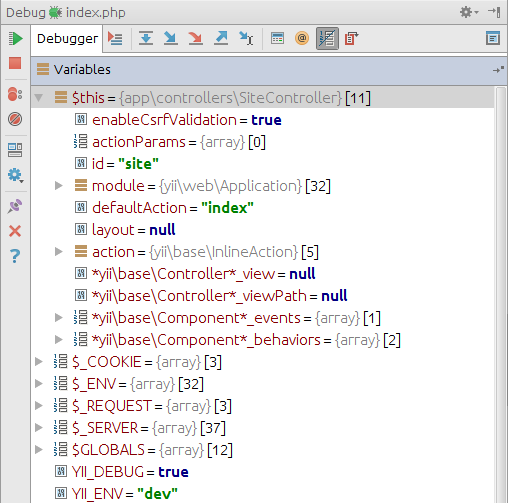 Debug index.php
Debugger
Variables
$this = {app\controllers\SiteController} [11]
enableCsrfValidation = true
actionParams = {array} [0]
id = "site"
module = {yii\web\Application} [32]
defaultAction = "index"
layout = null
action = {yii\base\InlineAction} [5]
*yii\base\Controller*_view = null
*yii\base\Controller*_viewPath = null
*yii\base\Component*_events = {array} [1]
*yii\base\Component*_behaviors = {array} [2]
$_COOKIE = {array} [3]
$_ENV = {array} [32]
$_REQUEST = {array} [3]
$_SERVER = {array} [37]
$GLOBALS = {array} [12]
YII_DEBUG = true
YII_ENV = "dev"